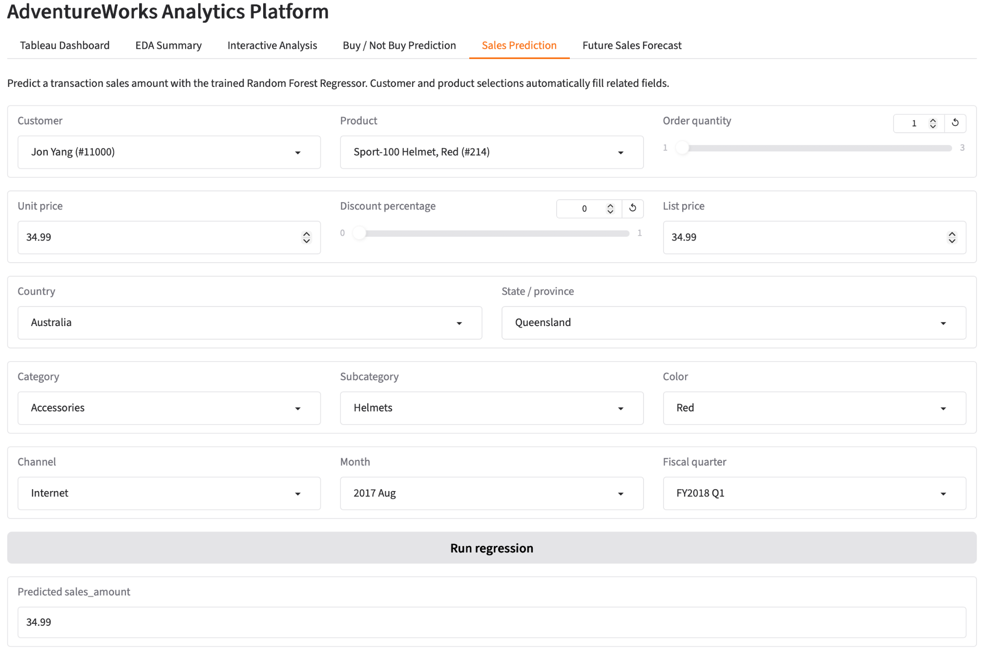 AdventureWorks Analytics Platform
Tableau Dashboard EDA Summary Interactive Analysis Buy / Not Buy Prediction Sales Prediction Future Sales Forecast
Predict a transaction sales amount with the trained Random Forest Regressor. Customer and product selections automatically fill related fields.
Customer Product Order quantity 1
Jon Yang (#11000) Sport-100 Helmet, Red (#214) 1 3
Unit price Discount percentage 0 List price
34.99 0 1 34.99
Country State / province
Australia Queensland
Category Subcategory Color
Accessories Helmets Red
Channel Month Fiscal quarter
Internet 2017 Aug FY2018 Q1
Run regression
Predicted sales_amount
34.99